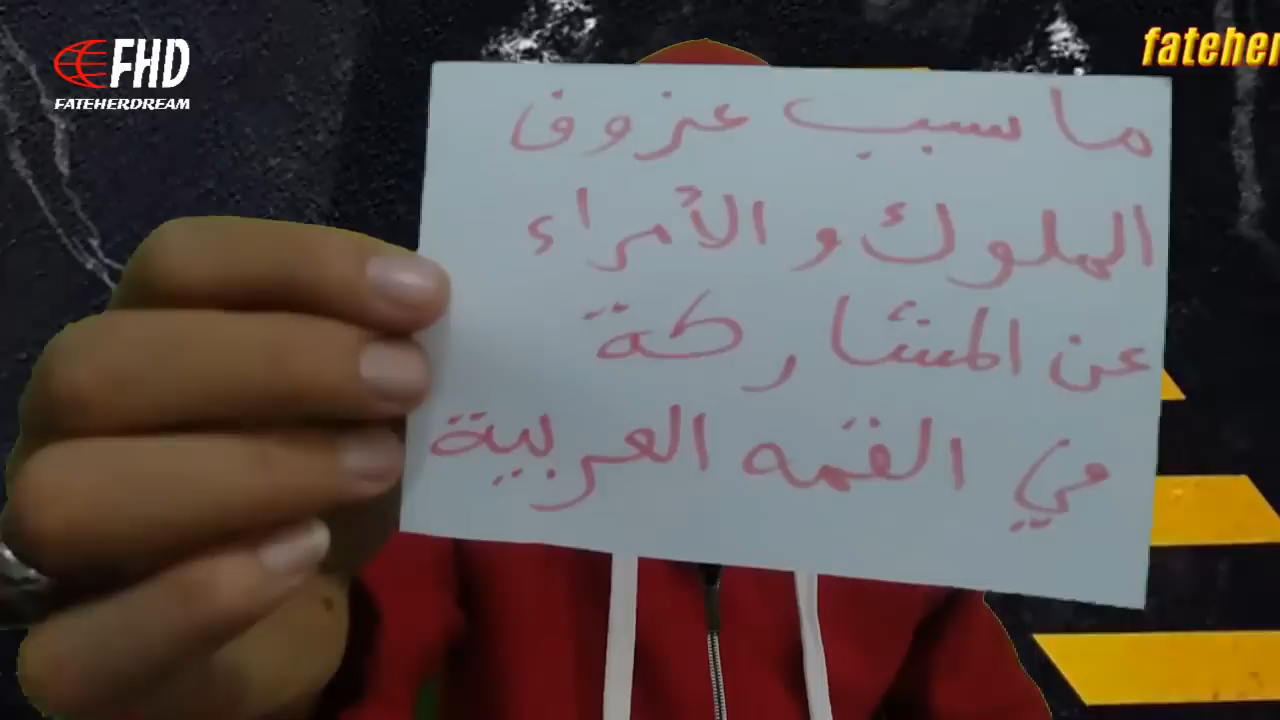 FHD
FATEHERDREAM
fateher
ما سبب عزوف
الملوك و الأمراء
عن المشاركة
في القمه العربية